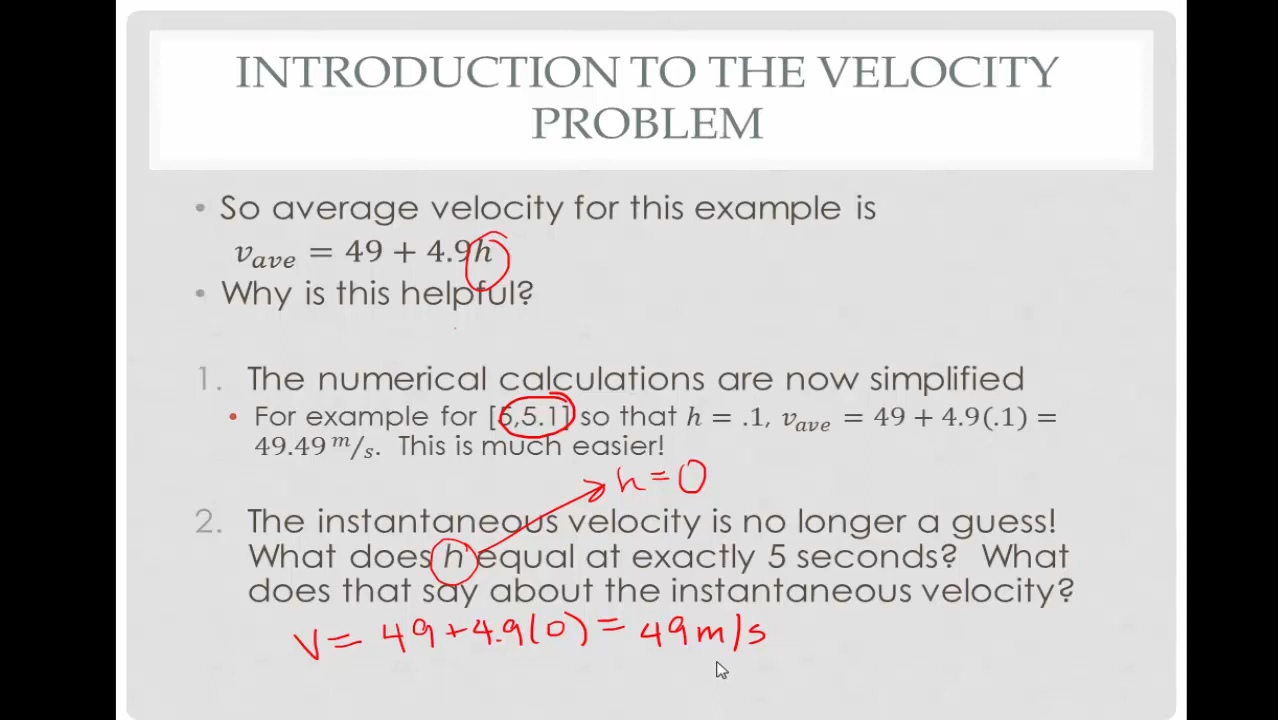 INTRODUCTION TO THE VELOCITY
PROBLEM
• So average velocity for this example is
v_ave = 49 + 4.9h
• Why is this helpful?
1. The numerical calculations are now simplified
• For example for [5,5.1] so that h = .1, v_ave = 49 + 4.9(.1) =
49.49 m/s. This is much easier!
h = 0
2. The instantaneous velocity is no longer a guess!
What does h equal at exactly 5 seconds? What
does that say about the instantaneous velocity?
V = 49 + 4.9(0) = 49 m/s